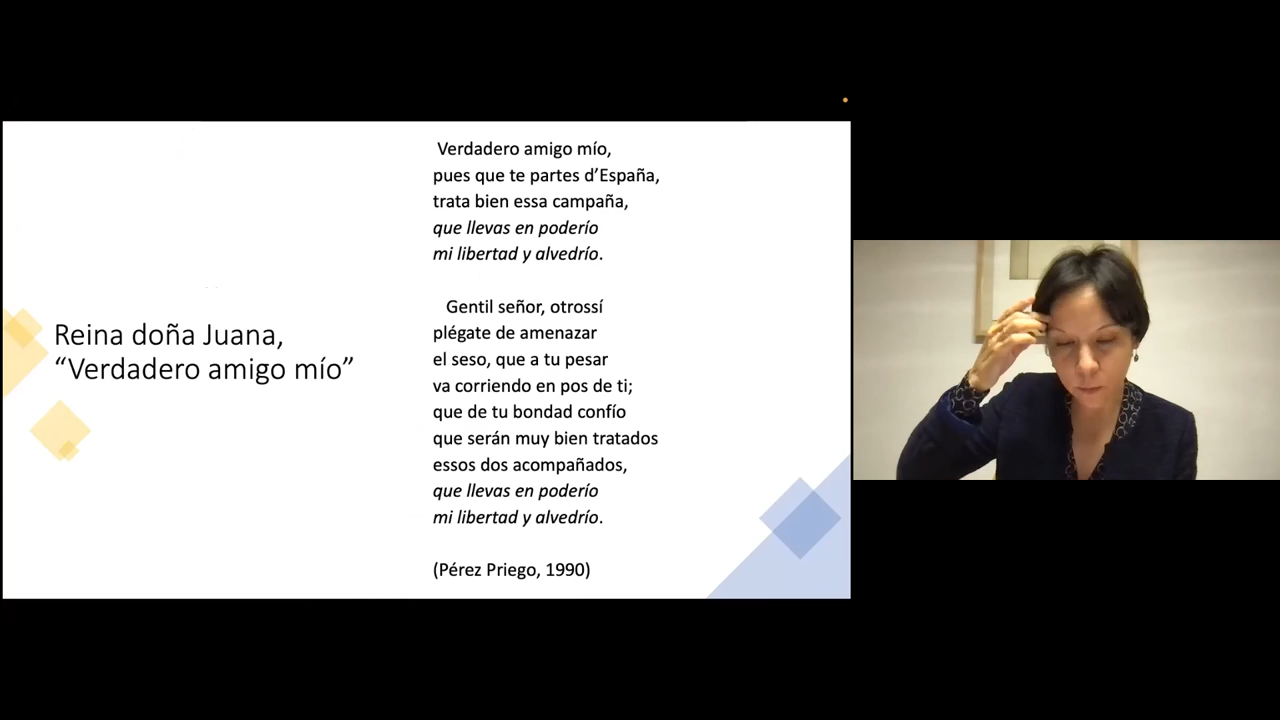 Reina doña Juana,
“Verdadero amigo mío”
Verdadero amigo mío,
pues que te partes d’España,
trata bien essa campaña,
que llevas en poderío
mi libertad y alvedrío.
Gentil señor, otrossí
plégate de amenazar
el seso, que a tu pesar
va corriendo en pos de ti;
que de tu bondad confío
que serán muy bien tratados
essos dos acompañados,
que llevas en poderío
mi libertad y alvedrío.
(Pérez Priego, 1990)